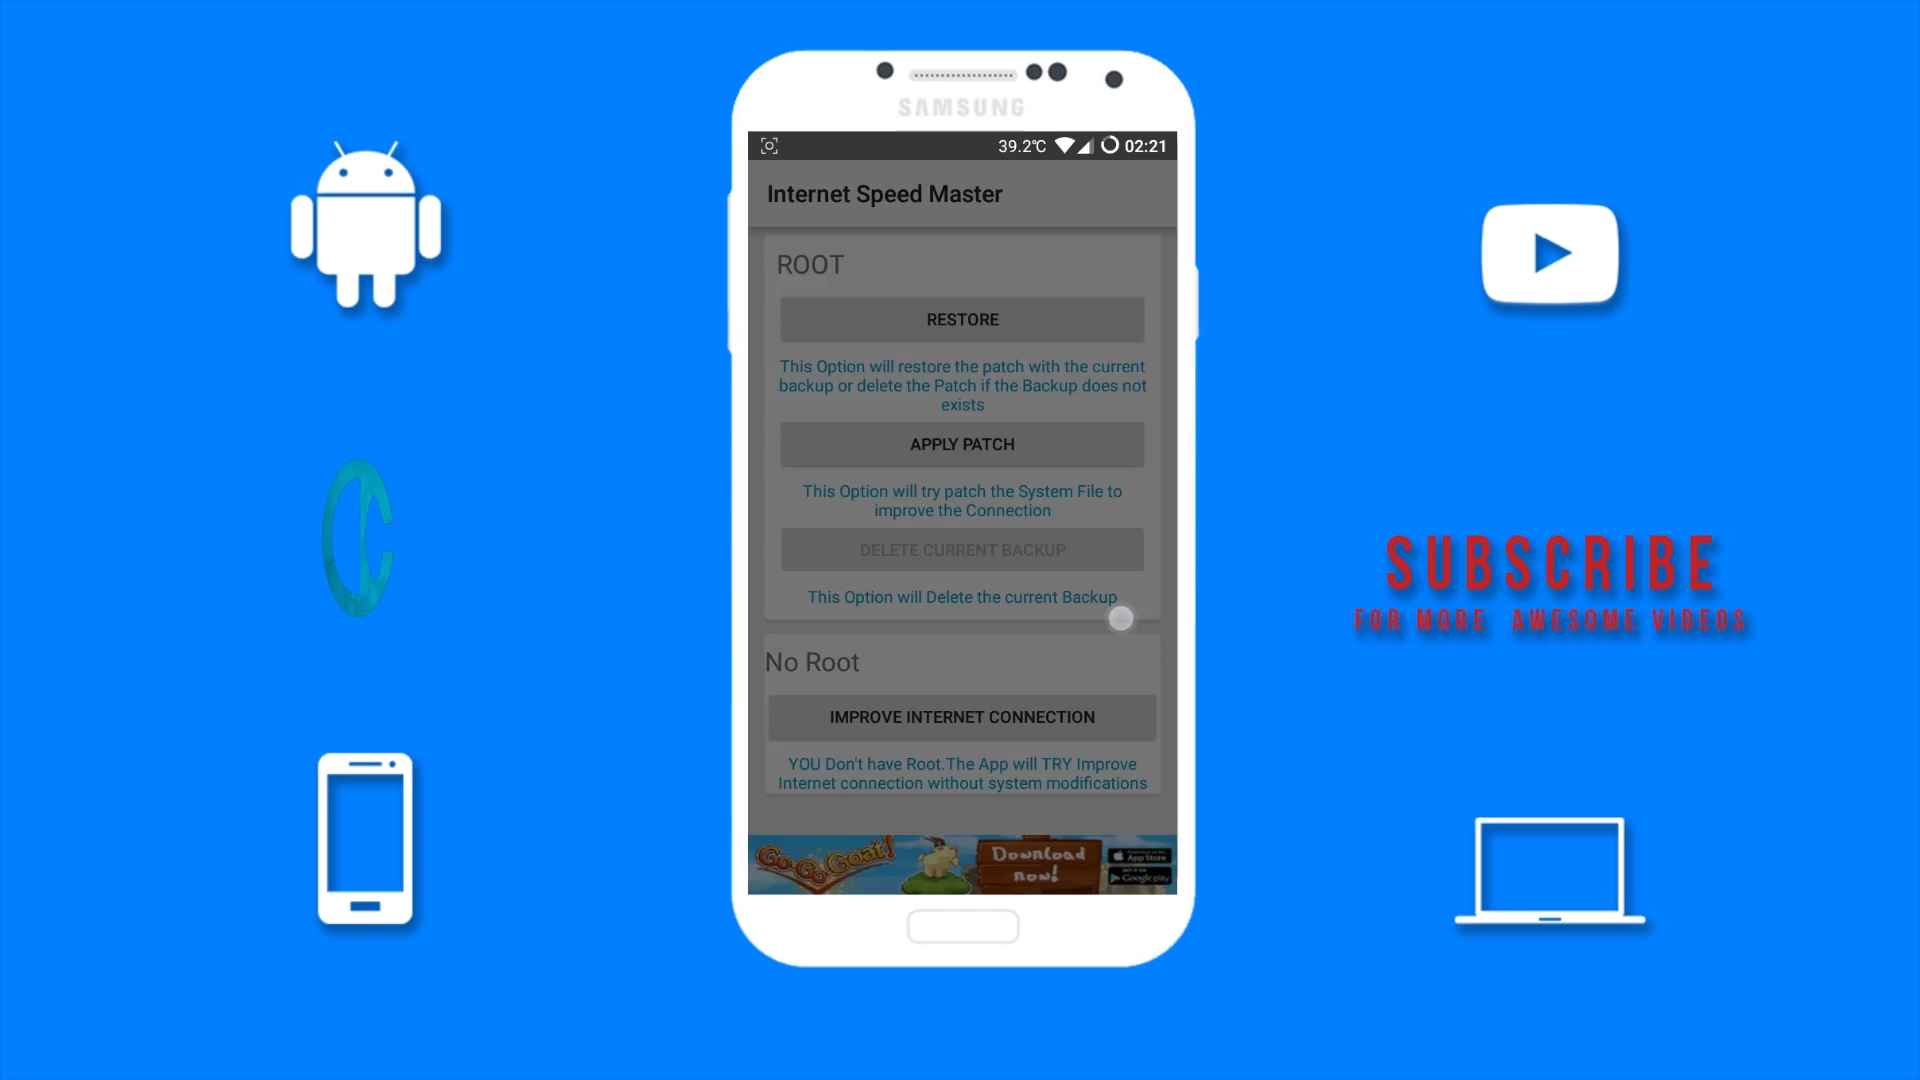 SAMSUNG
39.2℃ 02:21
Internet Speed Master
ROOT
RESTORE
This Option will restore the patch with the current
backup or delete the Patch if the Backup does not
exists
APPLY PATCH
This Option will try patch the System File to
improve the Connection
DELETE CURRENT BACKUP
This Option will Delete the current Backup
No Root
IMPROVE INTERNET CONNECTION
YOU Don't have Root.The App will TRY Improve
Internet connection without system modifications
Go Go Goat!
Download
now!
App Store
Google play
SUBSCRIBE
FOR MORE AWESOME VIDEOS